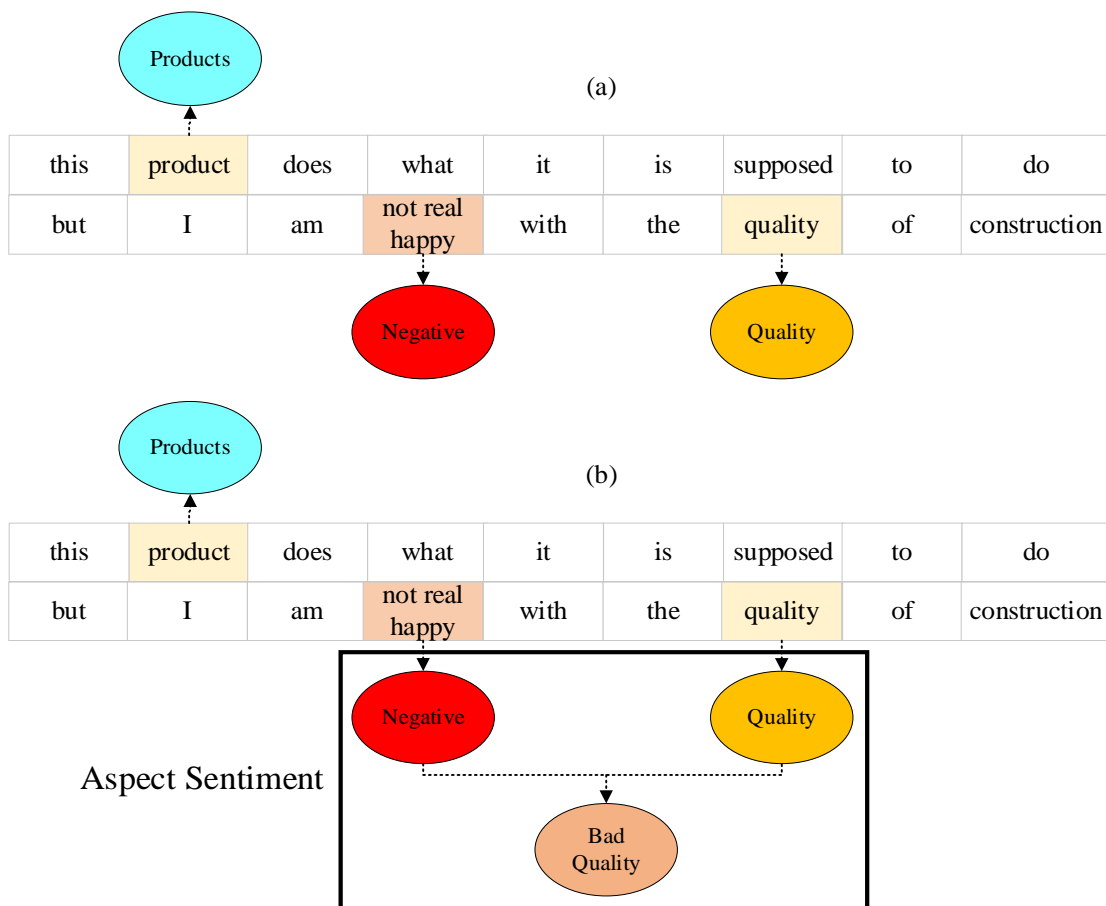 Products
(a)
this product does what it is supposed to do
but I am not real happy with the quality of construction
Negative Quality
Products
(b)
this product does what it is supposed to do
but I am not real happy with the quality of construction
Negative Quality
Aspect Sentiment
Bad
Quality